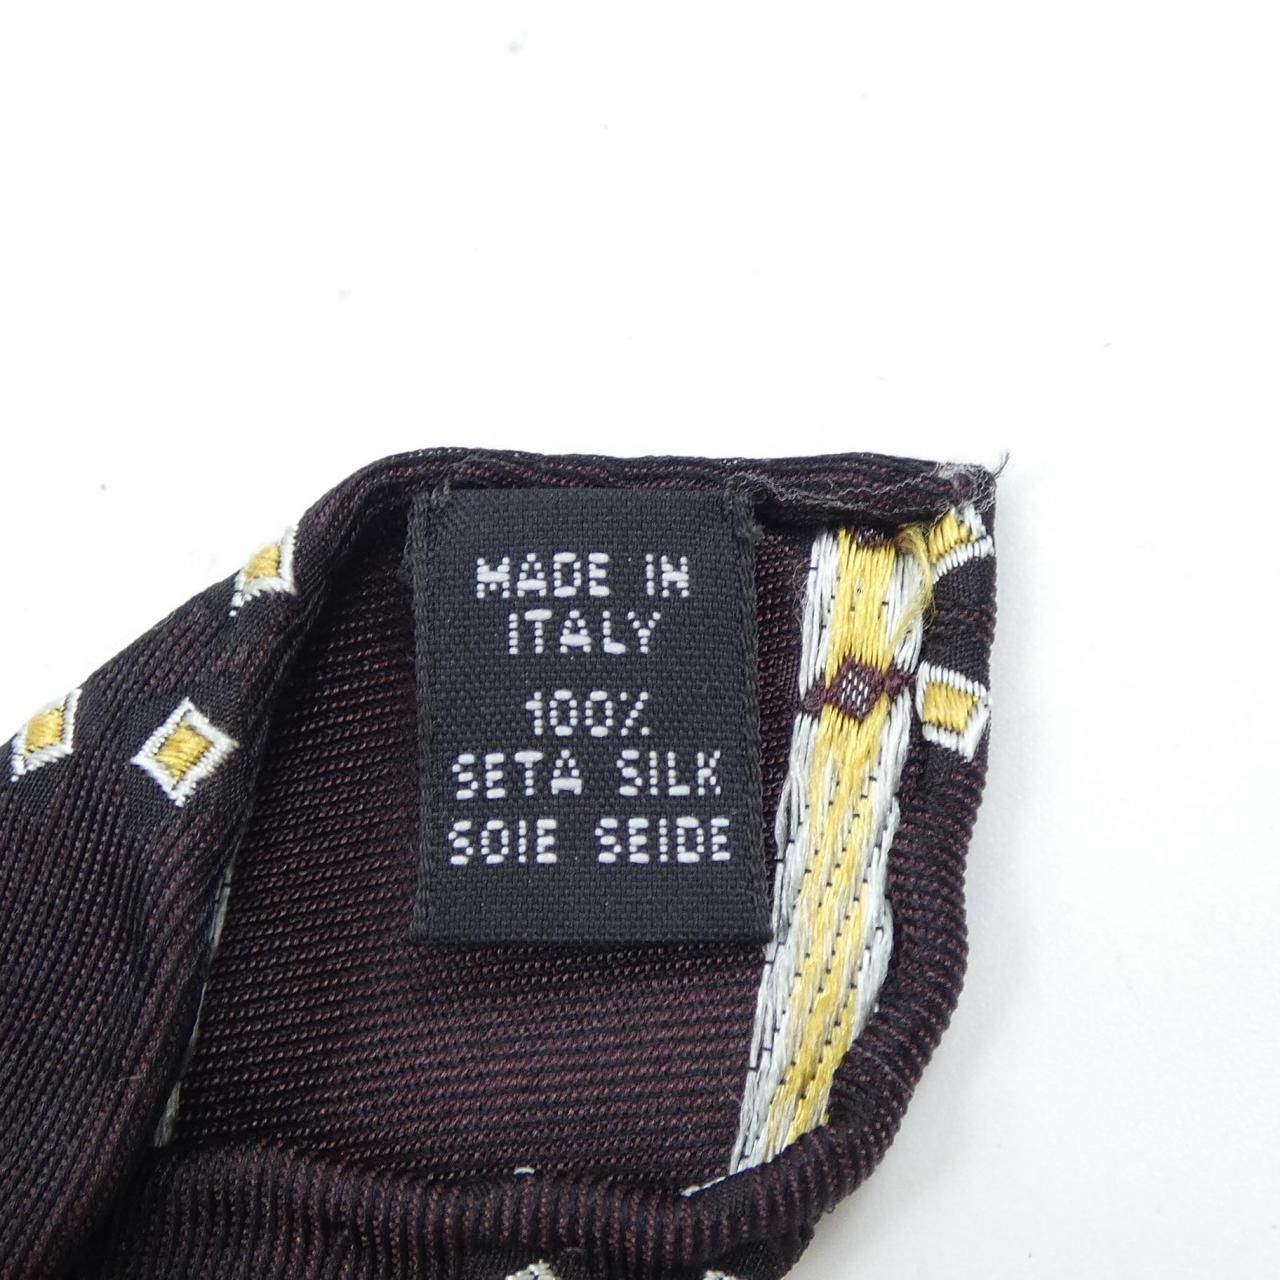 MADE IN
ITALY
100%
SETA SILK
SOIE SEIDE